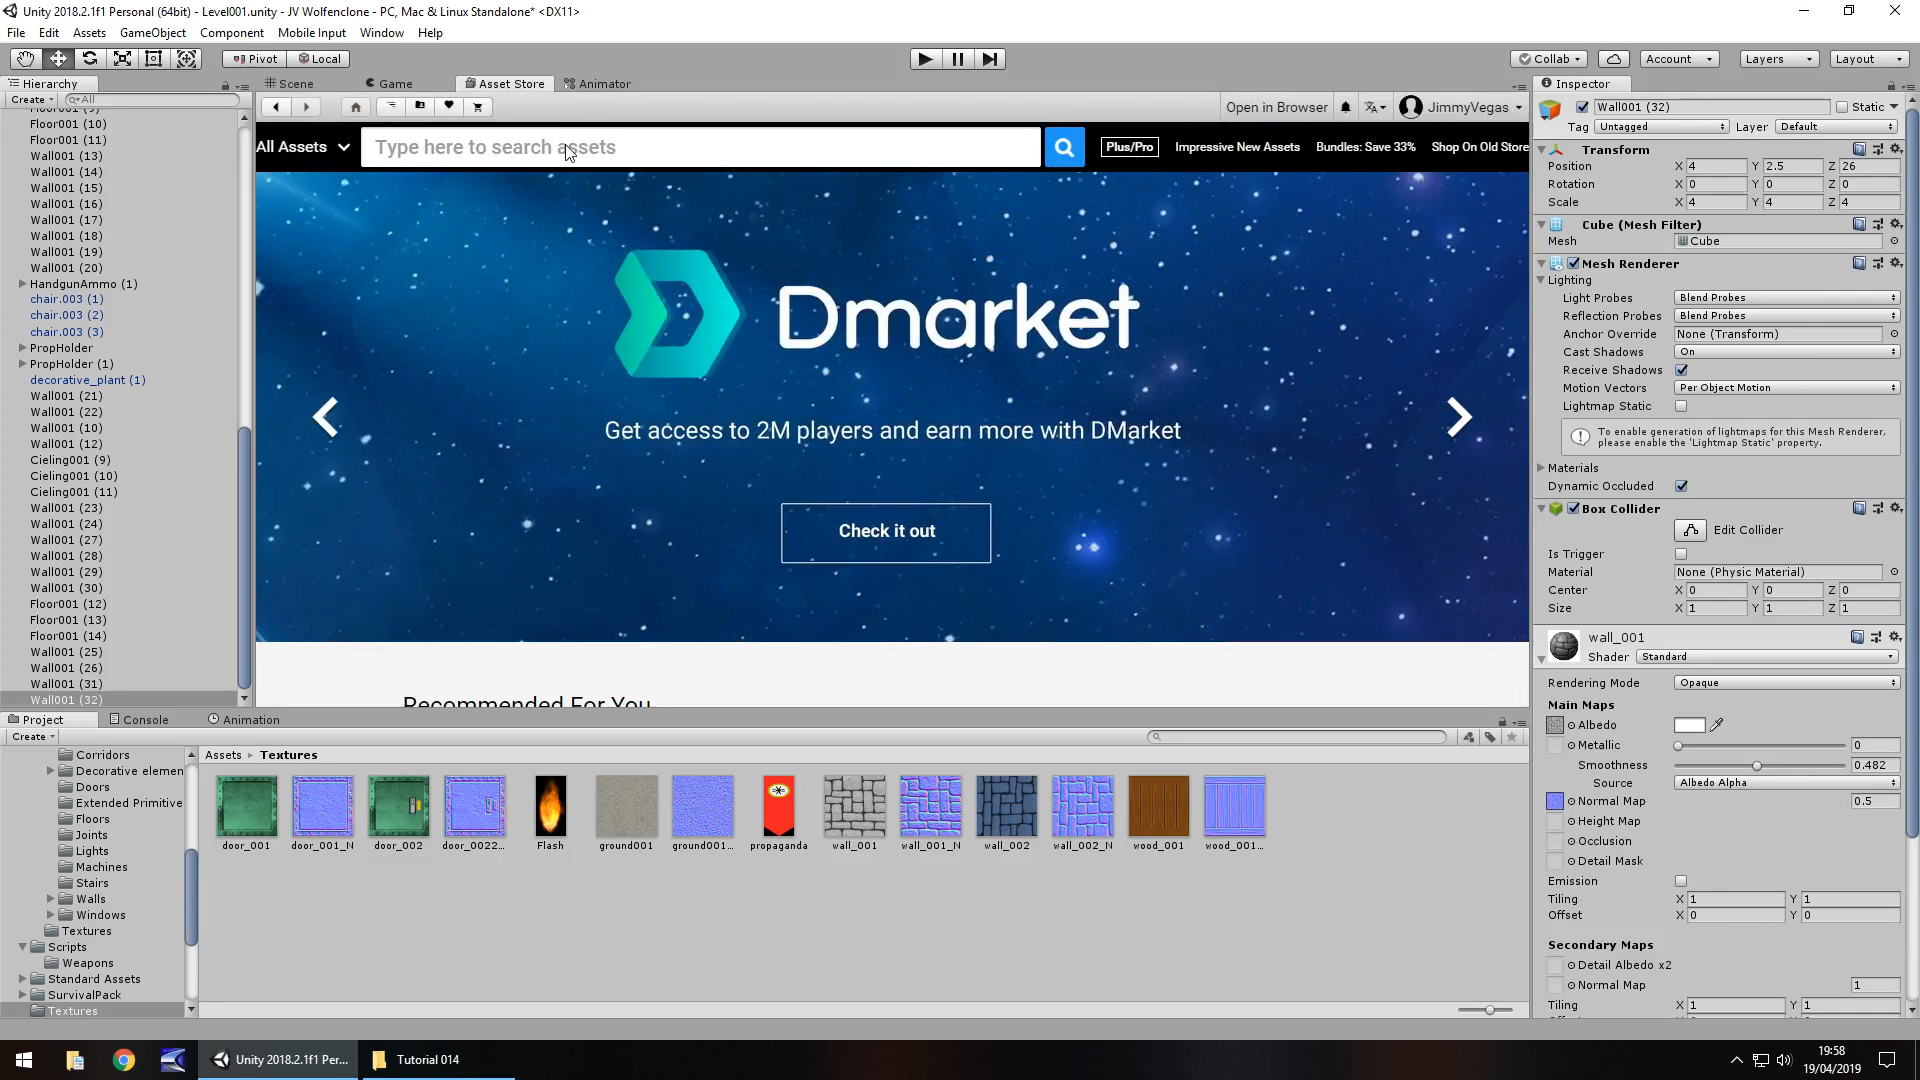 Unity 2018.2.1f1 Personal (64bit) - Level001.unity - JV Wolfenclone - PC, Mac & Linux Standalone* <DX11>
File Edit Assets GameObject Component Mobile Input Window Help
Pivot Local Collab Account Layers Layout
Hierarchy Scene Game Asset Store Animator Inspector
Create All
Open in Browser JimmyVegas
All Assets Type here to search assets Plus/Pro Impressive New Assets Bundles: Save 33% Shop On Old Store
Floor001 (9)
Floor001 (10)
Floor001 (11)
Wall001 (13)
Wall001 (14)
Wall001 (15)
Wall001 (16)
Wall001 (17)
Wall001 (18)
Wall001 (19)
Wall001 (20)
HandgunAmmo (1)
chair.003 (1)
chair.003 (2)
chair.003 (3)
PropHolder
PropHolder (1)
decorative_plant (1)
Wall001 (21)
Wall001 (22)
Wall001 (10)
Wall001 (12)
Cieling001 (9)
Cieling001 (10)
Cieling001 (11)
Wall001 (23)
Wall001 (24)
Wall001 (27)
Wall001 (28)
Wall001 (29)
Wall001 (30)
Floor001 (12)
Floor001 (13)
Floor001 (14)
Wall001 (25)
Wall001 (26)
Wall001 (31)
Wall001 (32)
Dmarket
Get access to 2M players and earn more with DMarket
Check it out
Recommended For You
Wall001 (32) Static
Tag Untagged Layer Default
Transform
Position X 4 Y 2.5 Z 26
Rotation X 0 Y 0 Z 0
Scale X 4 Y 4 Z 4
Cube (Mesh Filter)
Mesh Cube
Mesh Renderer
Lighting
Light Probes Blend Probes
Reflection Probes Blend Probes
Anchor Override None (Transform)
Cast Shadows On
Receive Shadows
Motion Vectors Per Object Motion
Lightmap Static
To enable generation of lightmaps for this Mesh Renderer,
please enable the 'Lightmap Static' property.
Materials
Dynamic Occluded
Box Collider
Edit Collider
Is Trigger
Material None (Physic Material)
Center X 0 Y 0 Z 0
Size X 1 Y 1 Z 1
wall_001
Shader Standard
Rendering Mode Opaque
Main Maps
Albedo
Metallic 0
Smoothness 0.482
Source Albedo Alpha
Normal Map 0.5
Height Map
Occlusion
Detail Mask
Emission
Tiling X 1 Y 1
Offset X 0 Y 0
Secondary Maps
Detail Albedo x2
Normal Map 1
Tiling X 1 Y 1
Project Console Animation
Create
Assets Textures
Corridors
Decorative elemen
Doors
Extended Primitive
Floors
Joints
Lights
Machines
Stairs
Walls
Windows
Textures
Scripts
Weapons
Standard Assets
SurvivalPack
Textures
door_001 door_001_N door_002 door_0022... Flash ground001 ground001... propaganda wall_001 wall_001_N wall_002 wall_002_N wood_001 wood_001...
Unity 2018.2.1f1 Per... Tutorial 014
19:58
19/04/2019